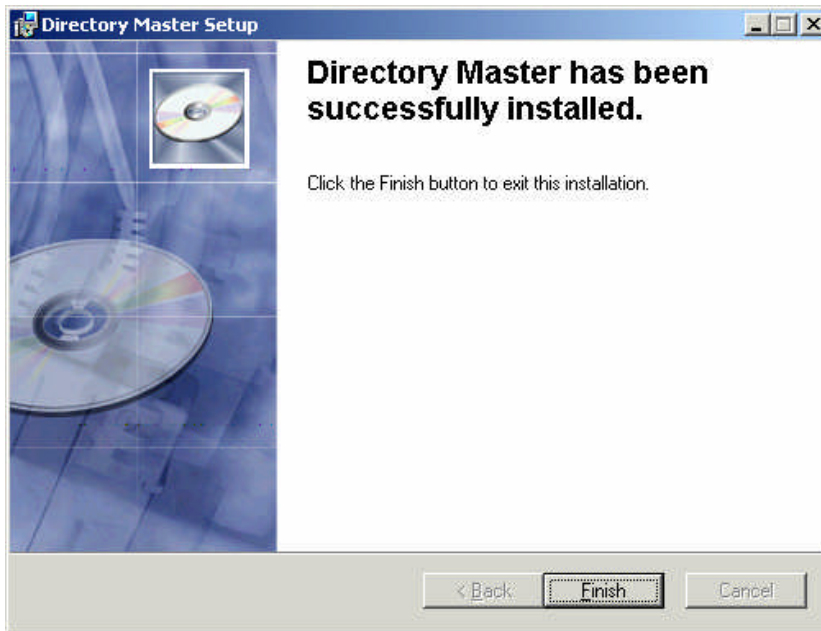 Directory Master Setup
Directory Master has been
successfully installed.
Click the Finish button to exit this installation.
< Back
Finish
Cancel